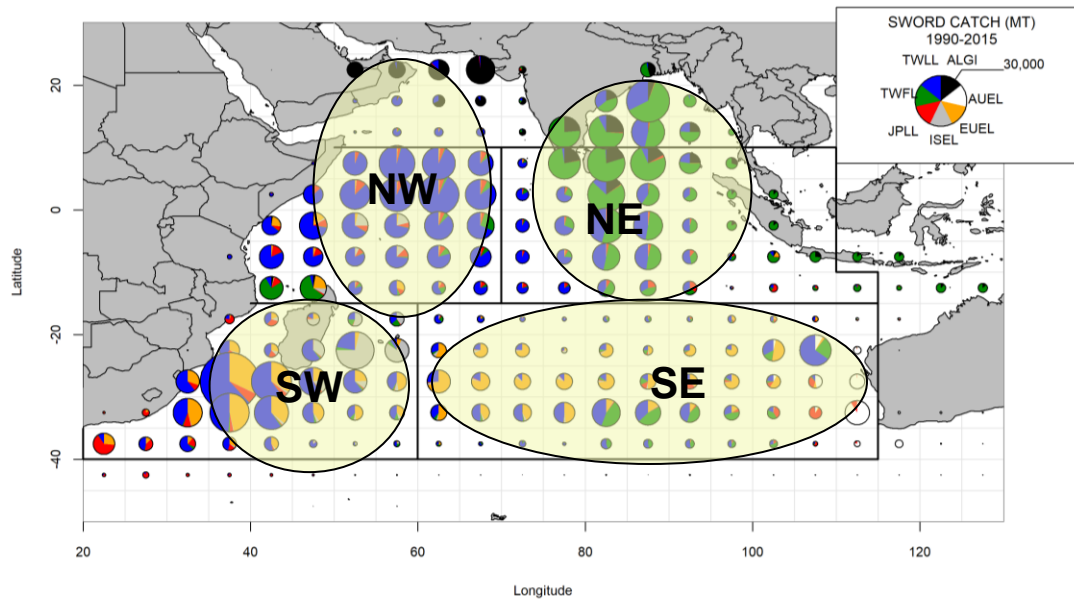 SWORD CATCH (MT)
1990-2015
TWLL ALGI
30,000
TWFL
AUEL
JPLL
EUEL
ISEL
NW
NE
SW
SE
20
0
20
40
Latitude
20 40 60 80 100 120
Longitude